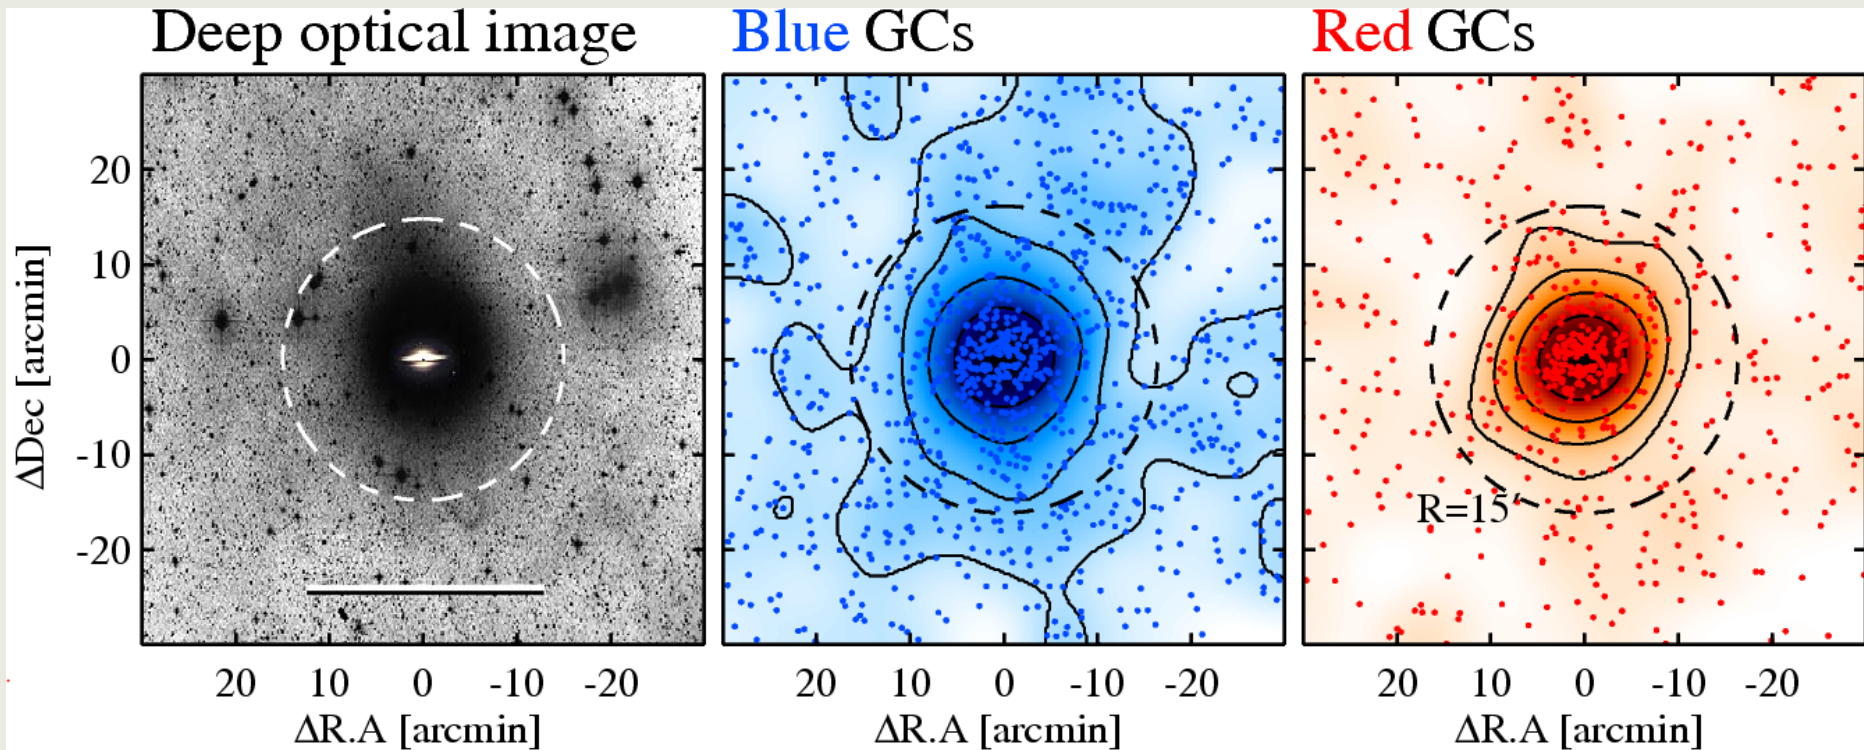 Deep optical image
Blue GCs
Red GCs
ΔDec [arcmin]
20
10
0
-10
-20
R=15′
20 10 0 -10 -20
20 10 0 -10 -20
20 10 0 -10 -20
ΔR.A [arcmin]
ΔR.A [arcmin]
ΔR.A [arcmin]